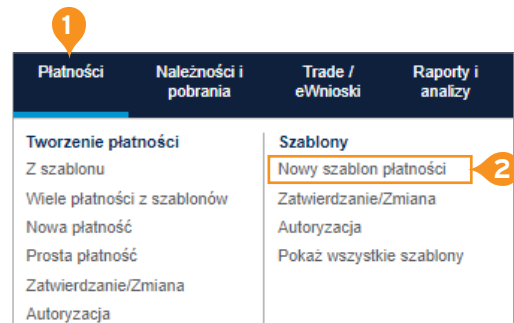 1
Płatności
Należności i
pobrania
Trade /
eWnioski
Raporty i
analizy
Tworzenie płatności
Z szablonu
Wiele płatności z szablonów
Nowa płatność
Prosta płatność
Zatwierdzanie/Zmiana
Autoryzacja
Szablony
Nowy szablon płatności
2
Zatwierdzanie/Zmiana
Autoryzacja
Pokaż wszystkie szablony